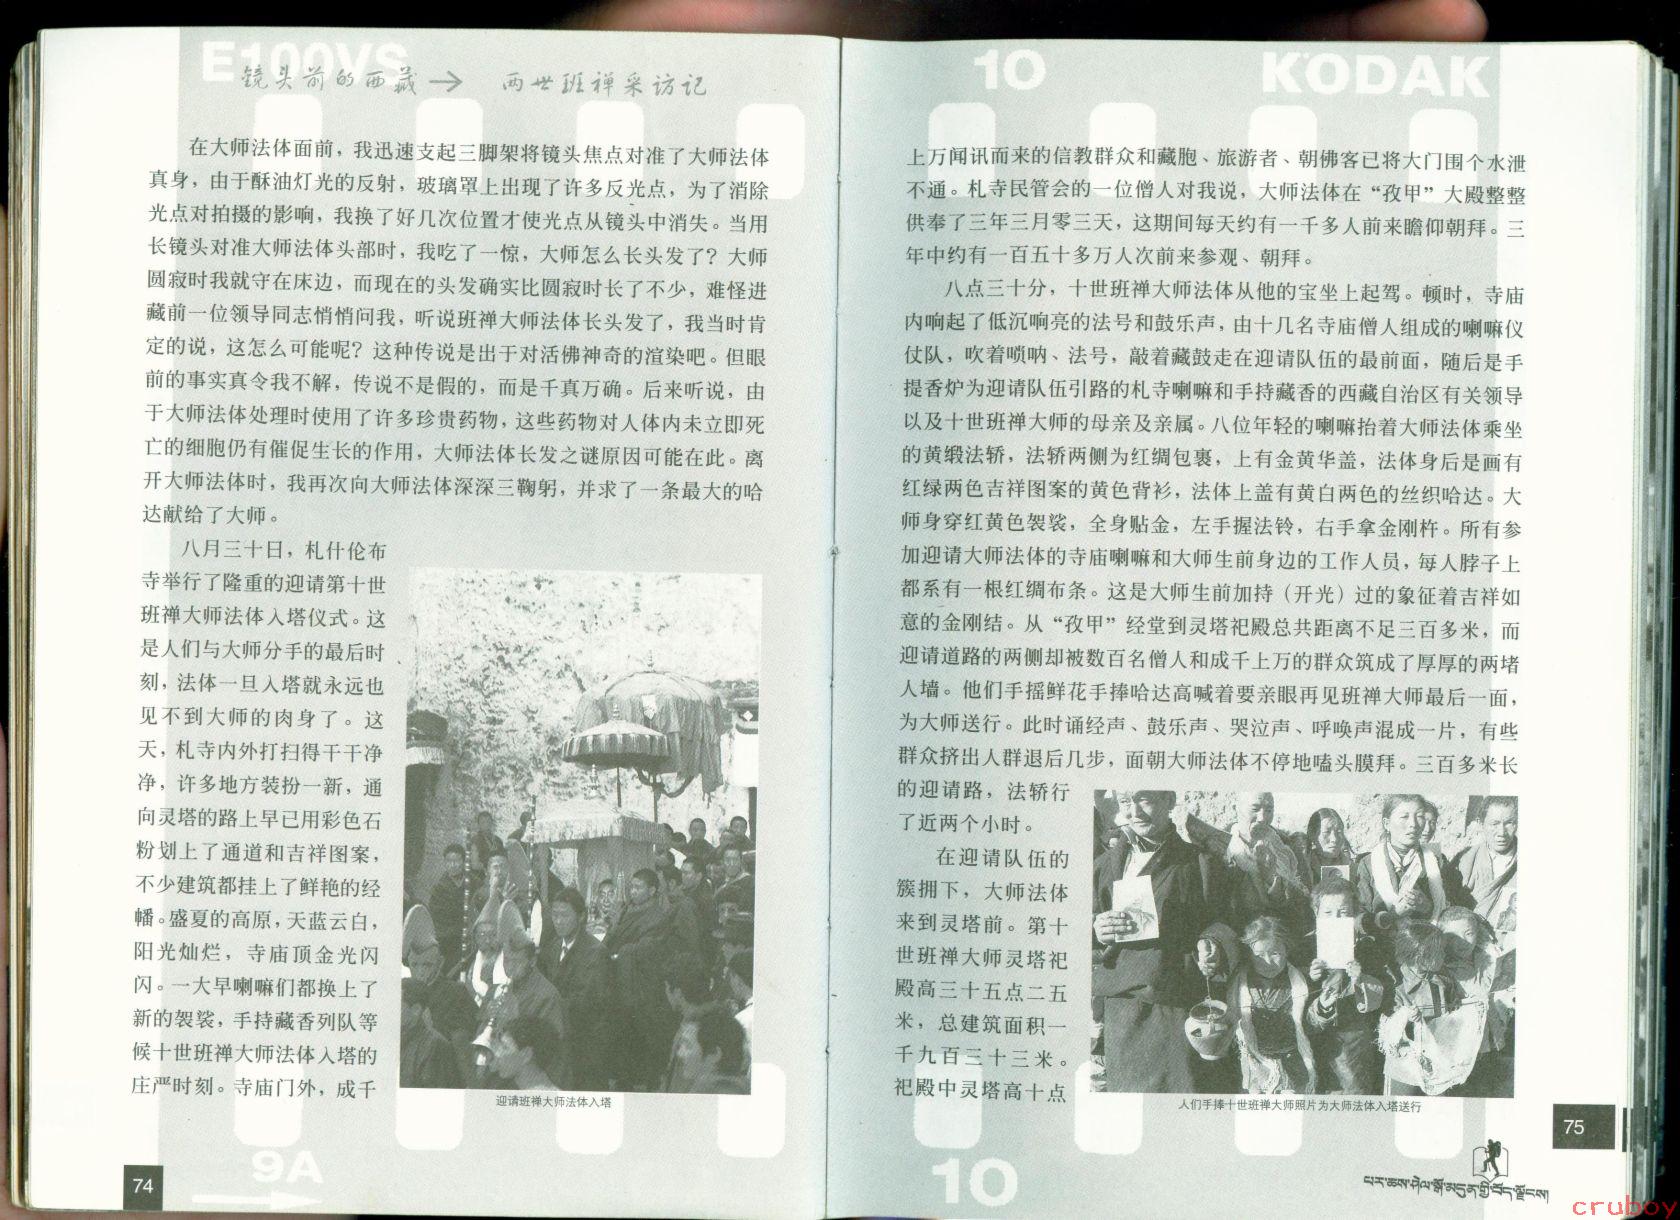 E100VS
镜头前的西藏→ 两世班禅采访记
在大师法体面前，我迅速支起三脚架将镜头焦点对准了大师法体
真身，由于酥油灯光的反射，玻璃罩上出现了许多反光点，为了消除
光点对拍摄的影响，我换了好几次位置才使光点从镜头中消失。当用
长镜头对准大师法体头部时，我吃了一惊，大师怎么长头发了？大师
圆寂时我就守在床边，而现在的头发确实比圆寂时长了不少，难怪进
藏前一位领导同志悄悄问我，听说班禅大师法体长头发了，我当时肯
定的说，这怎么可能呢？这种传说是出于对活佛神奇的渲染吧。但眼
前的事实真令我不解，传说不是假的，而是千真万确。后来听说，由
于大师法体处理时使用了许多珍贵药物，这些药物对人体内未立即死
亡的细胞仍有催促生长的作用，大师法体长发之谜原因可能在此。离
开大师法体时，我再次向大师法体深深三鞠躬，并求了一条最大的哈
达献给了大师。
八月三十日，札什伦布
寺举行了隆重的迎请第十世
班禅大师法体入塔仪式。这
是人们与大师分手的最后时
刻，法体一旦入塔就永远也
见不到大师的肉身了。这
天，札寺内外打扫得干干净
净，许多地方装扮一新，通
向灵塔的路上早已用彩色石
粉划上了通道和吉祥图案，
不少建筑都挂上了鲜艳的经
幡。盛夏的高原，天蓝云白，
阳光灿烂，寺庙顶金光闪
闪。一大早喇嘛们都换上了
新的袈裟，手持藏香列队等
候十世班禅大师法体入塔的
庄严时刻。寺庙门外，成千
迎请班禅大师法体入塔
9A
74
10 KODAK
上万闻讯而来的信教群众和藏胞、旅游者、朝佛客已将大门围个水泄
不通。札寺民管会的一位僧人对我说，大师法体在“孜甲”大殿整整
供奉了三年三月零三天，这期间每天约有一千多人前来瞻仰朝拜。三
年中约有一百五十多万人次前来参观、朝拜。
八点三十分，十世班禅大师法体从他的宝坐上起驾。顿时，寺庙
内响起了低沉响亮的法号和鼓乐声，由十几名寺庙僧人组成的喇嘛仪
仗队，吹着唢呐、法号，敲着藏鼓走在迎请队伍的最前面，随后是手
提香炉为迎请队伍引路的札寺喇嘛和手持藏香的西藏自治区有关领导
以及十世班禅大师的母亲及亲属。八位年轻的喇嘛抬着大师法体乘坐
的黄缎法轿，法轿两侧为红绸包裹，上有金黄华盖，法体身后是画有
红绿两色吉祥图案的黄色背衫，法体上盖有黄白两色的丝织哈达。大
师身穿红黄色袈裟，全身贴金，左手握法铃，右手拿金刚杵。所有参
加迎请大师法体的寺庙喇嘛和大师生前身边的工作人员，每人脖子上
都系有一根红绸布条。这是大师生前加持（开光）过的象征着吉祥如
意的金刚结。从“孜甲”经堂到灵塔祀殿总共距离不足三百多米，而
迎请道路的两侧却被数百名僧人和成千上万的群众筑成了厚厚的两堵
人墙。他们手摇鲜花手捧哈达高喊着要亲眼再见班禅大师最后一面，
为大师送行。此时诵经声、鼓乐声、哭泣声、呼唤声混成一片，有些
群众挤出人群退后几步，面朝大师法体不停地嗑头膜拜。三百多米长
的迎请路，法轿行
了近两个小时。
在迎请队伍的
簇拥下，大师法体
来到灵塔前。第十
世班禅大师灵塔祀
殿高三十五点二五
米，总建筑面积一
千九百三十三米。
祀殿中灵塔高十点
人们手捧十世班禅大师照片为大师法体入塔送行
75
10
པར་ཆས་ཤེལ་སྒོ་མདུན་གྱི་བོད་ལྗོངས།
cruboy